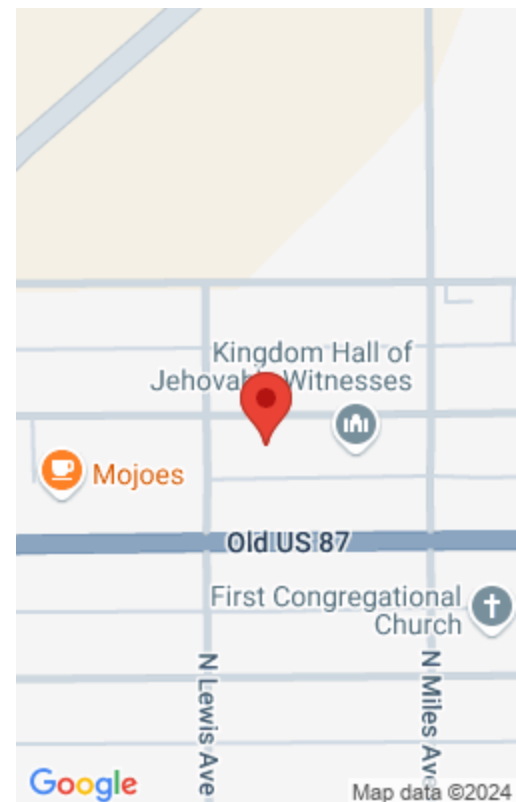 Kingdom Hall of
Jehovah's Witnesses
Mojoes
Old US 87
First Congregational
Church
N Lewis Ave
N Miles Ave
Google
Map data ©2024